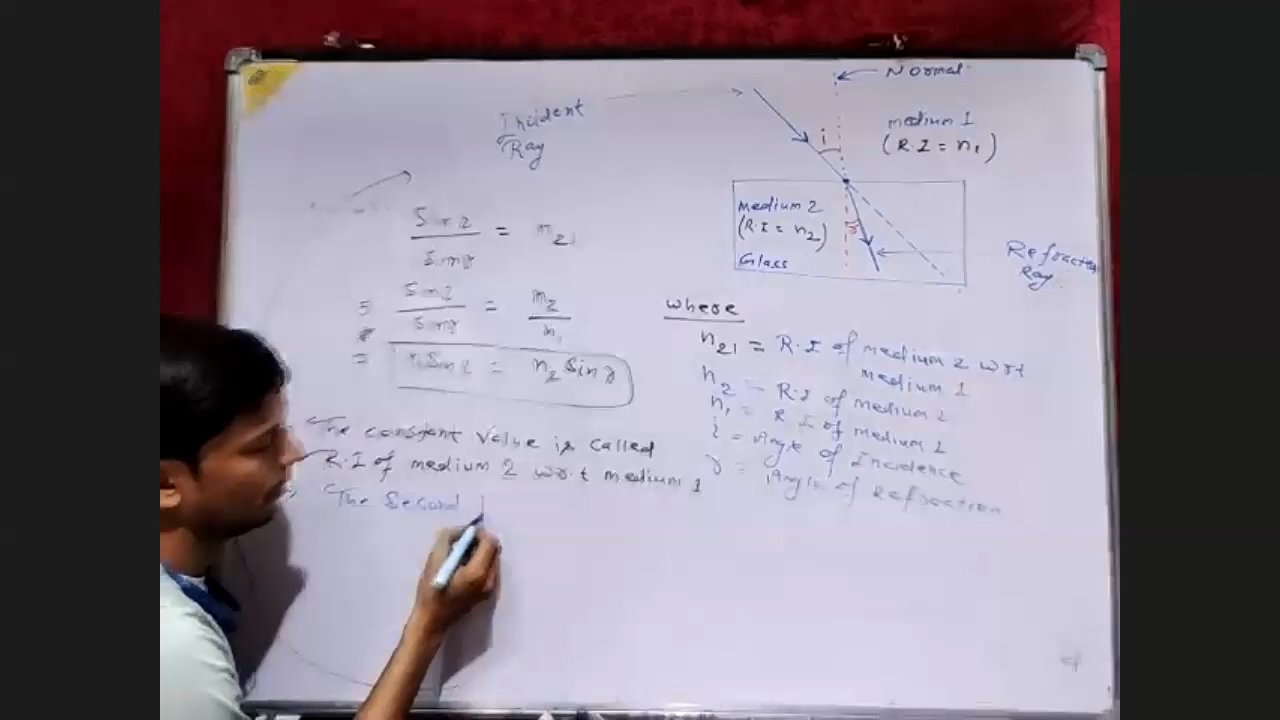 Normal
Incident
Ray
i
medium 1
(R.I = n₁)
medium 2
(R.I = n₂)
r
Glass
Refracted
Ray
Sin i / Sin r = n₂₁
Sin i / Sin r = n₂ / n₁
= n₁ Sin i = n₂ Sin r
where
n₂₁ = R.I of medium 2 w.r.t
medium 1
n₂ = R.I of medium 2
n₁ = R.I of medium 1
i = Angle of Incidence
r = Angle of Refraction
The constant value is called
R.I of medium 2 w.r.t medium 1
The Second